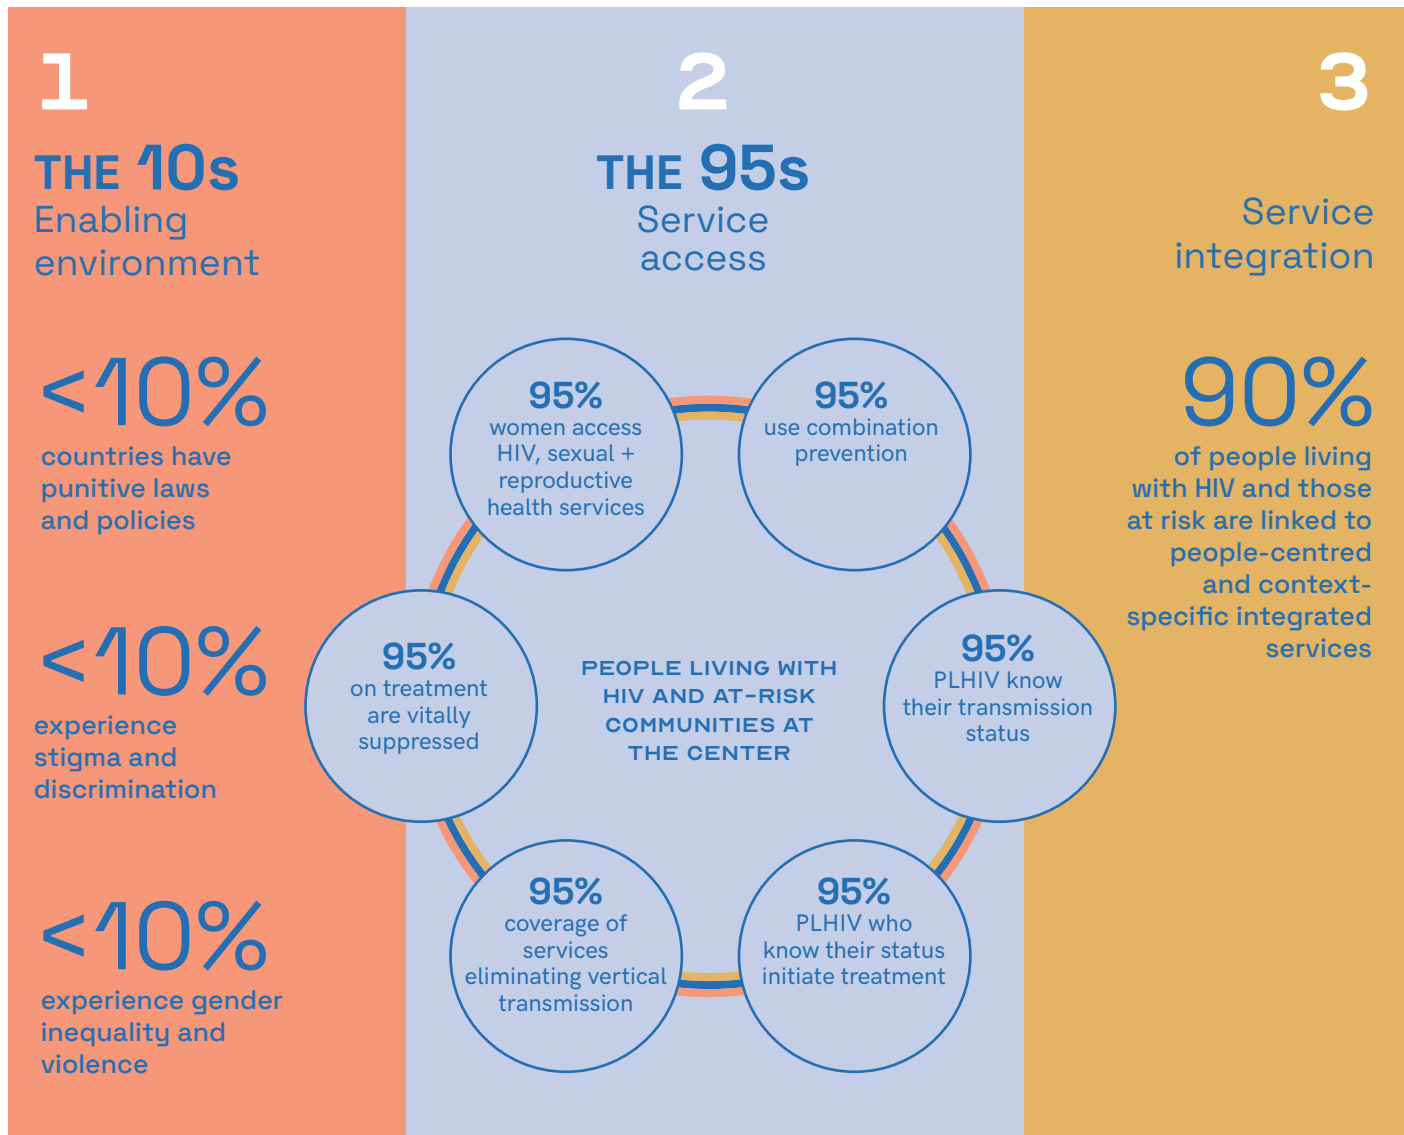 1
THE 10s
Enabling
environment
<10%
countries have
punitive laws
and policies
<10%
experience
stigma and
discrimination
<10%
experience gender
inequality and
violence
2
THE 95s
Service
access
95%
women access
HIV, sexual +
reproductive
health services
95%
use combination
prevention
95%
on treatment
are vitally
suppressed
PEOPLE LIVING WITH
HIV AND AT-RISK
COMMUNITIES AT
THE CENTER
95%
PLHIV know
their transmission
status
95%
coverage of
services
eliminating vertical
transmission
95%
PLHIV who
know their status
initiate treatment
3
Service
integration
90%
of people living
with HIV and those
at risk are linked to
people-centred
and context-
specific integrated
services